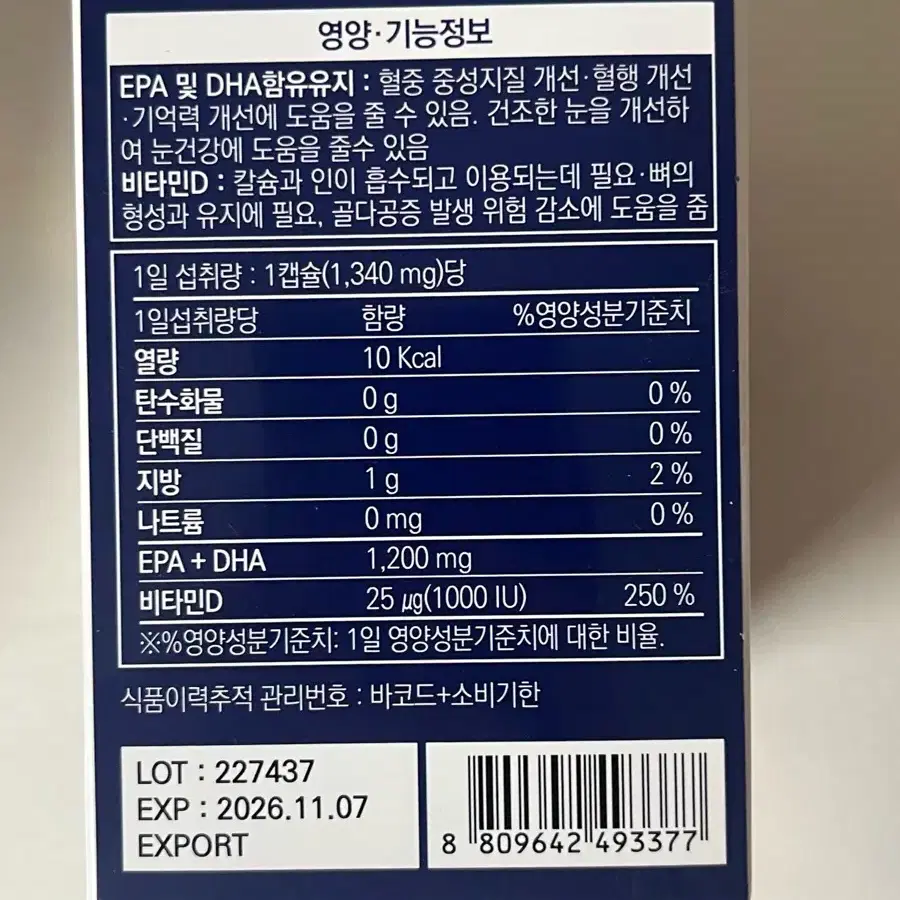 영양·기능정보
EPA 및 DHA함유유지 : 혈중 중성지질 개선·혈행 개선
·기억력 개선에 도움을 줄 수 있음. 건조한 눈을 개선하
여 눈건강에 도움을 줄수 있음
비타민D : 칼슘과 인이 흡수되고 이용되는데 필요·뼈의
형성과 유지에 필요, 골다공증 발생 위험 감소에 도움을 줌
1일 섭취량 : 1캡슐(1,340 mg)당
1일섭취량당 함량 %영양성분기준치
열량 10 Kcal
탄수화물 0 g 0 %
단백질 0 g 0 %
지방 1 g 2 %
나트륨 0 mg 0 %
EPA + DHA 1,200 mg
비타민D 25 μg(1000 IU) 250 %
※%영양성분기준치: 1일 영양성분기준치에 대한 비율.
식품이력추적 관리번호 : 바코드+소비기한
LOT : 227437
EXP : 2026.11.07
EXPORT
8 809642 493377